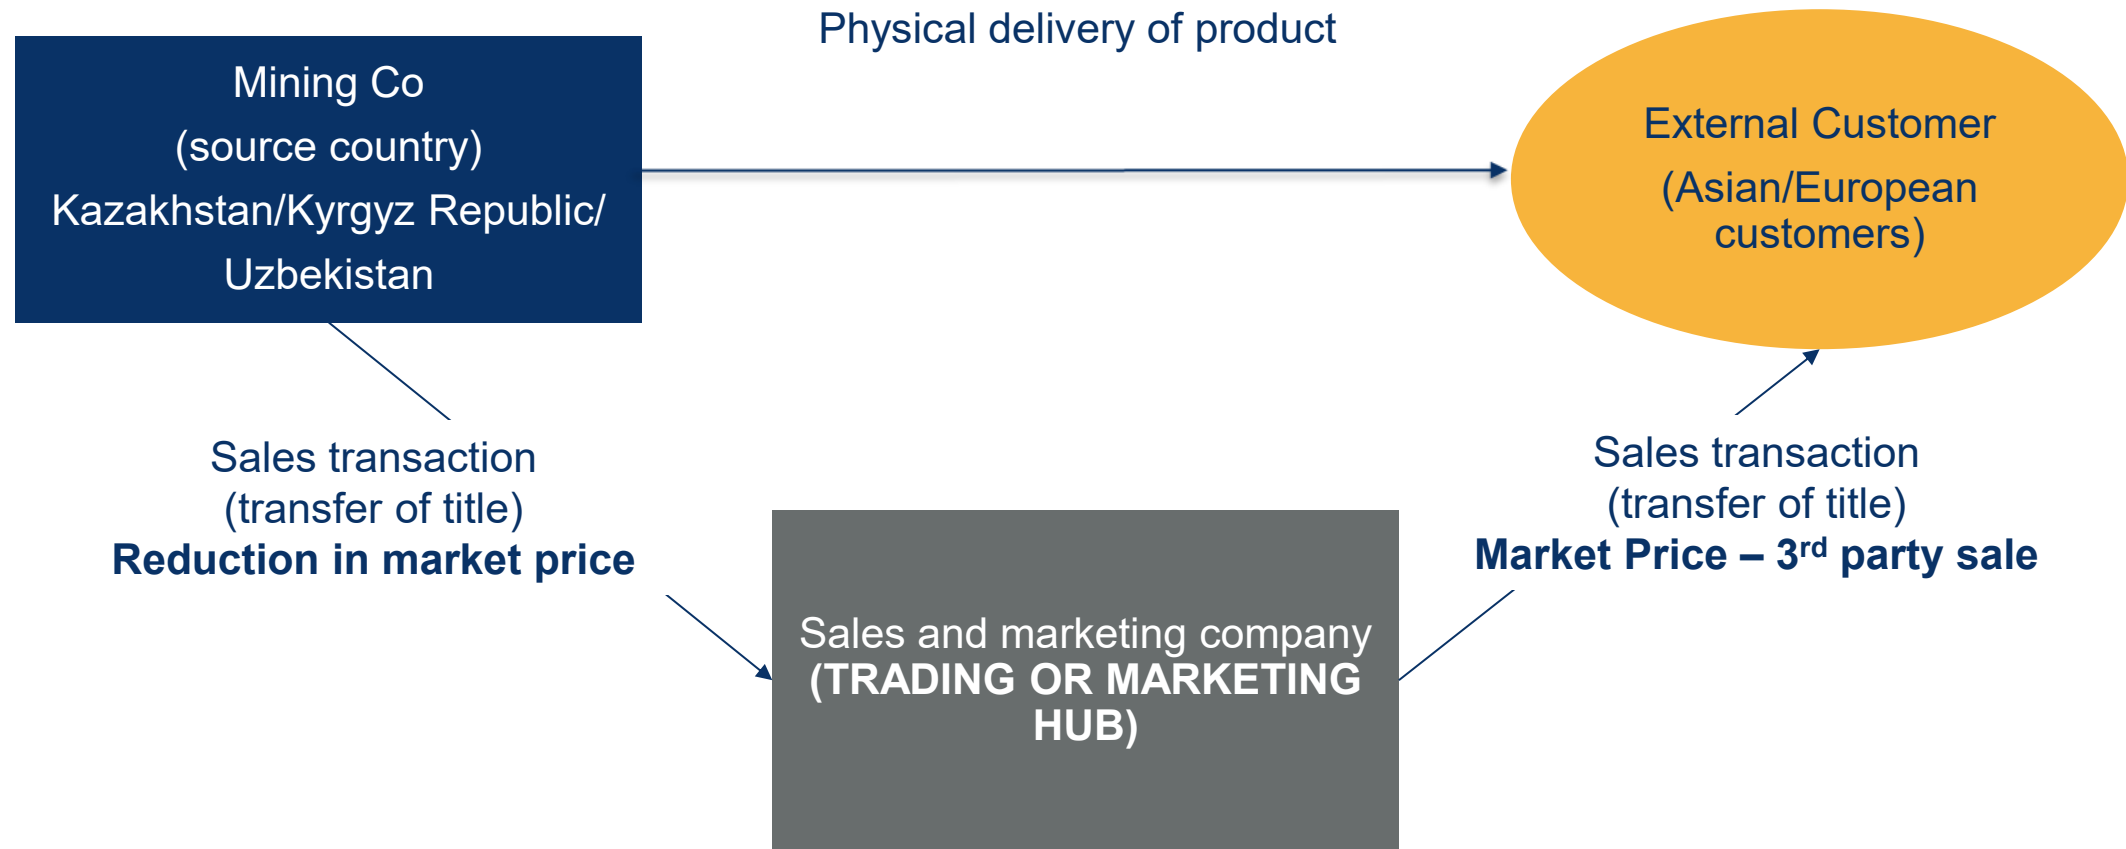 Physical delivery of product
Mining Co
(source country)
Kazakhstan/Kyrgyz Republic/
Uzbekistan
External Customer
(Asian/European
customers)
Sales transaction
(transfer of title)
Reduction in market price
Sales transaction
(transfer of title)
Market Price – 3rd party sale
Sales and marketing company
(TRADING OR MARKETING
HUB)